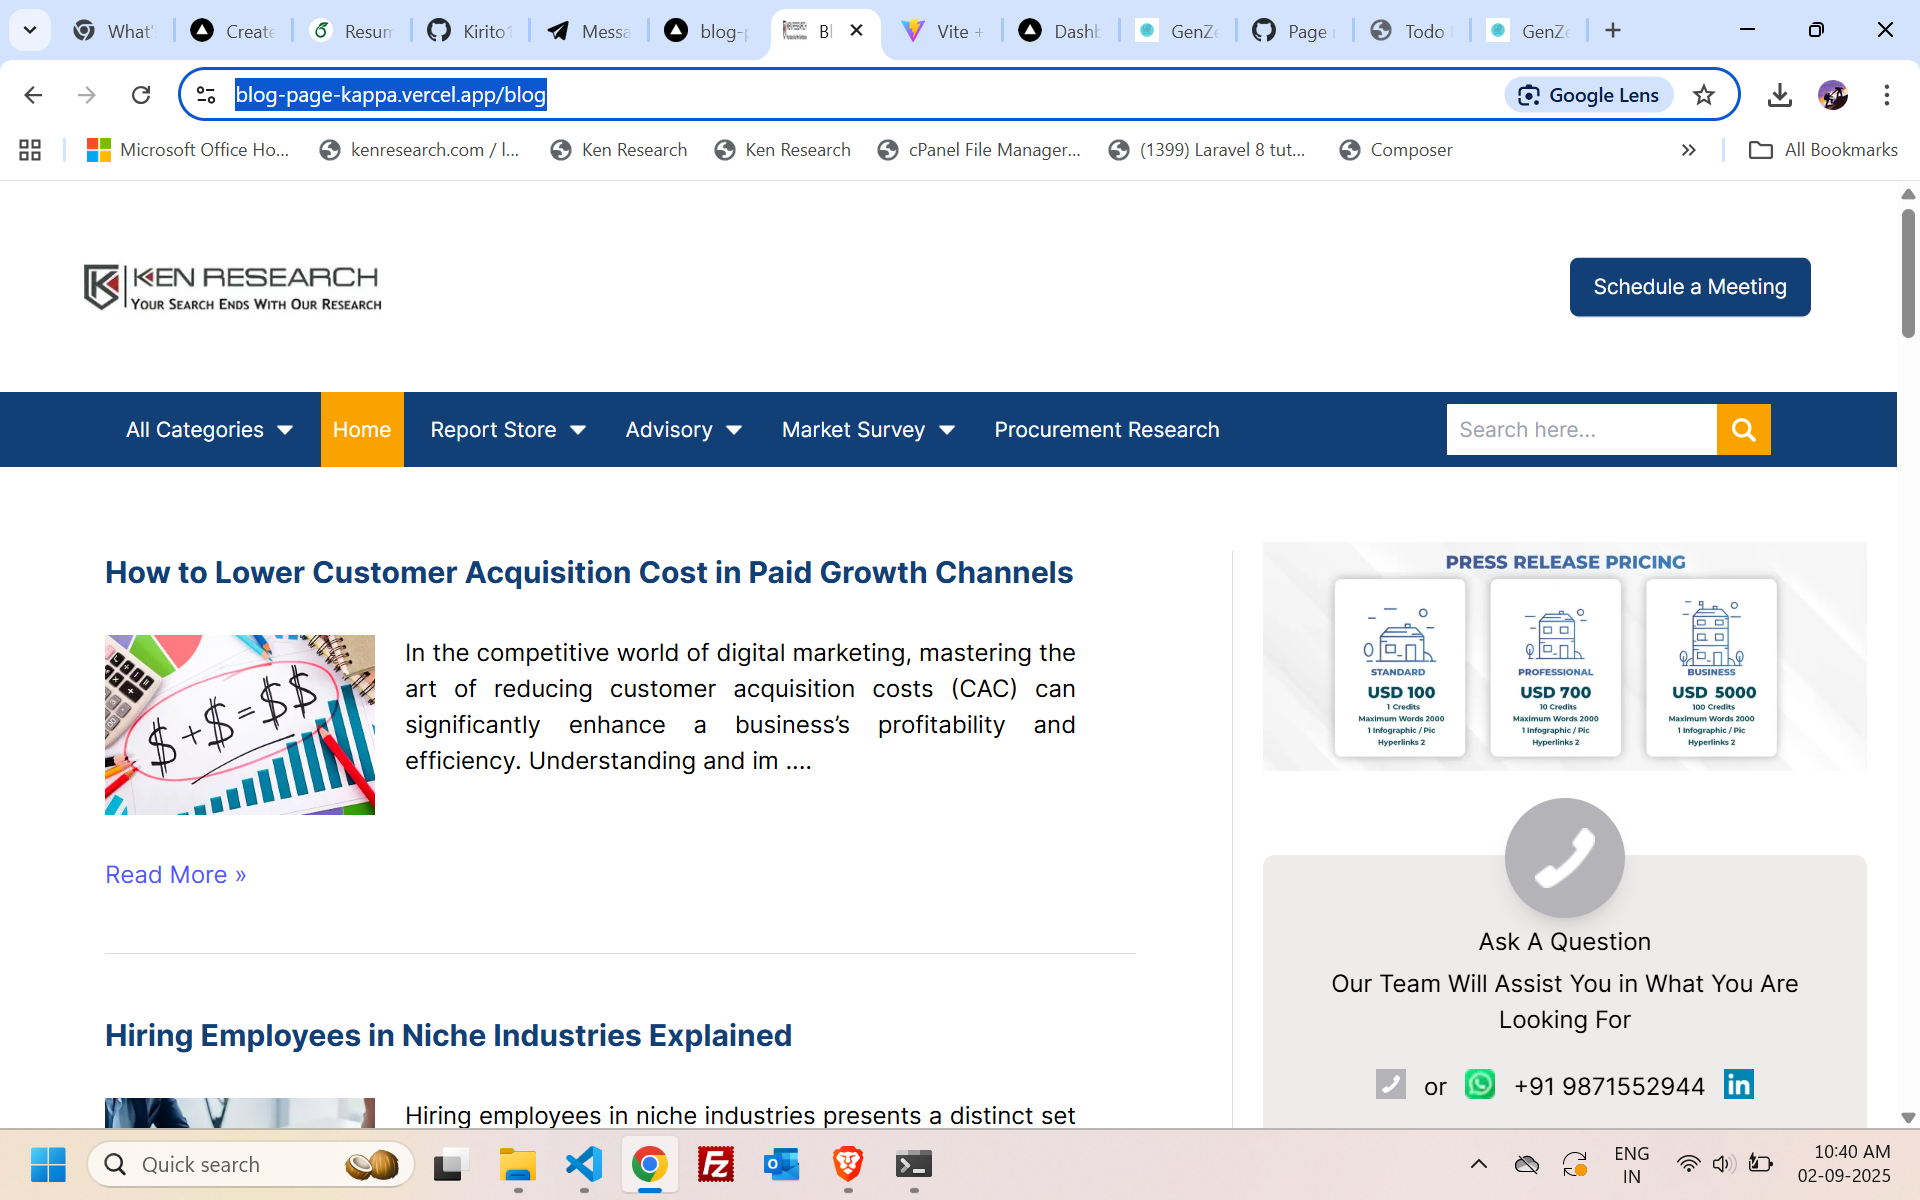 What'
Create
Resum
Kirito1
Messa
blog-p
Bl
Vite +
Dashb
GenZe
Page n
Todo
GenZe
blog-page-kappa.vercel.app/blog
Google Lens
Microsoft Office Ho...
kenresearch.com / l...
Ken Research
Ken Research
cPanel File Manager...
(1399) Laravel 8 tut...
Composer
All Bookmarks
KEN RESEARCH
YOUR SEARCH ENDS WITH OUR RESEARCH
Schedule a Meeting
All Categories
Home
Report Store
Advisory
Market Survey
Procurement Research
Search here...
How to Lower Customer Acquisition Cost in Paid Growth Channels
$ + $ = $$
In the competitive world of digital marketing, mastering the
art of reducing customer acquisition costs (CAC) can
significantly enhance a business’s profitability and
efficiency. Understanding and im ....
Read More »
Hiring Employees in Niche Industries Explained
Hiring employees in niche industries presents a distinct set
PRESS RELEASE PRICING
STANDARD
USD 100
1 Credits
Maximum Words 2000
1 Infographic / Pic
Hyperlinks 2
PROFESSIONAL
USD 700
10 Credits
Maximum Words 2000
1 Infographic / Pic
Hyperlinks 2
BUSINESS
USD 5000
100 Credits
Maximum Words 2000
1 Infographic / Pic
Hyperlinks 2
Ask A Question
Our Team Will Assist You in What You Are
Looking For
or
+91 9871552944
Quick search
ENG
IN
10:40 AM
02-09-2025